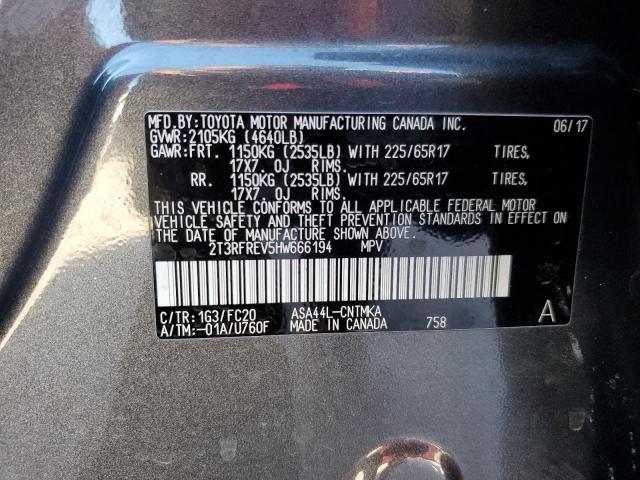 MFD.BY:TOYOTA MOTOR MANUFACTURING CANADA INC. 06/17
GVWR:2105KG (4640LB)
GAWR:FRT. 1150KG (2535LB) WITH 225/65R17 TIRES,
17X7.0J RIMS.
RR. 1150KG (2535LB) WITH 225/65R17 TIRES,
17X7.0J RIMS.
THIS VEHICLE CONFORMS TO ALL APPLICABLE FEDERAL MOTOR
VEHICLE SAFETY AND THEFT PREVENTION STANDARDS IN EFFECT ON
THE DATE OF MANUFACTURE SHOWN ABOVE.
2T3RFREV5HW666194 MPV
C/TR:1G3/FC20 ASA44L-CNTMKA A
A/TM:-01A/U760F MADE IN CANADA 758